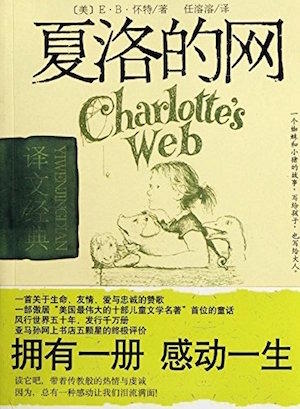 [美] E·B·怀特/著 任溶溶/译
夏洛的网
Charlotte's
Web
译文经典
YIWENJINGDIAN
一个蜘蛛和小猪的故事,写给孩子,也写给大人。
一首关于生命、友情、爱与忠诚的赞歌
一部傲居"美国最伟大的十部儿童文学名著"首位的童话
风行世界五十年,发行千万册
亚马孙网上书店五颗星的终极评价
拥有一册 感动一生
读它吧,带着传教般的热情与虔诚
因为,总有一种感动让我们泪流满面!